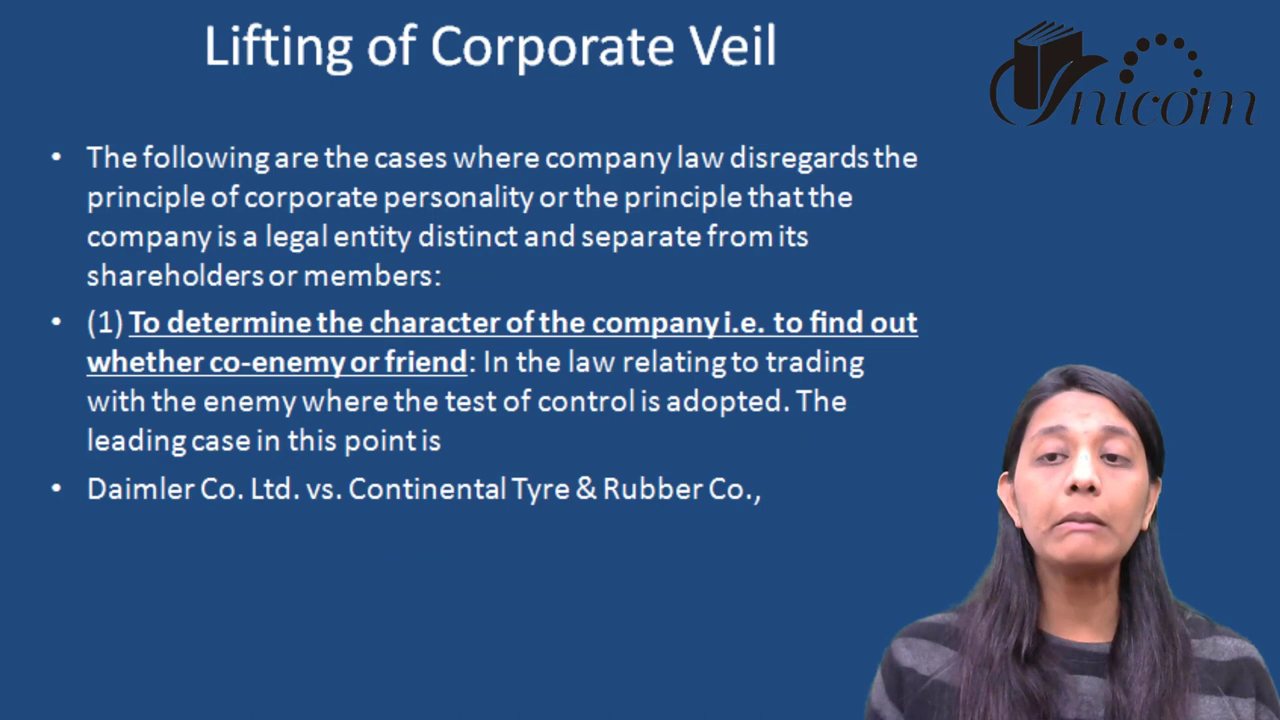 Lifting of Corporate Veil
Unicom
• The following are the cases where company law disregards the
principle of corporate personality or the principle that the
company is a legal entity distinct and separate from its
shareholders or members:
• (1) To determine the character of the company i.e. to find out
whether co-enemy or friend: In the law relating to trading
with the enemy where the test of control is adopted. The
leading case in this point is
• Daimler Co. Ltd. vs. Continental Tyre & Rubber Co.,